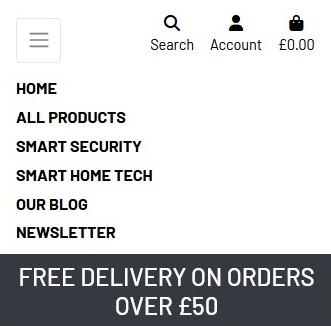 Search Account £0.00
HOME
ALL PRODUCTS
SMART SECURITY
SMART HOME TECH
OUR BLOG
NEWSLETTER
FREE DELIVERY ON ORDERS
OVER £50